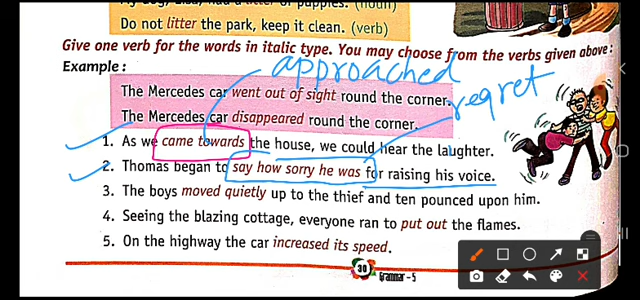 litter of puppies. (noun)
Do not litter the park, keep it clean. (verb)
Give one verb for the words in italic type. You may choose from the verbs given above:
Example:
approached
The Mercedes car went out of sight round the corner.
regret
The Mercedes car disappeared round the corner.
1. As we came towards the house, we could hear the laughter.
2. Thomas began to say how sorry he was for raising his voice.
3. The boys moved quietly up to the thief and ten pounced upon him.
4. Seeing the blazing cottage, everyone ran to put out the flames.
5. On the highway the car increased its speed.
30
Grammar - 5